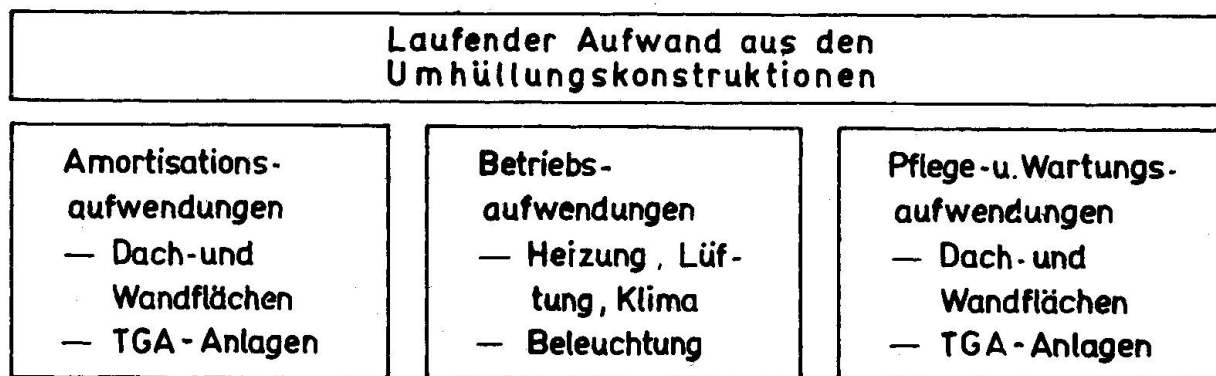 Laufender Aufwand aus den
Umhüllungskonstruktionen
Amortisations-
aufwendungen
— Dach-und
Wandflächen
— TGA-Anlagen
Betriebs-
aufwendungen
— Heizung, Lüf-
tung, Klima
— Beleuchtung
Pflege-u. Wartungs-
aufwendungen
— Dach-und
Wandflächen
— TGA-Anlagen